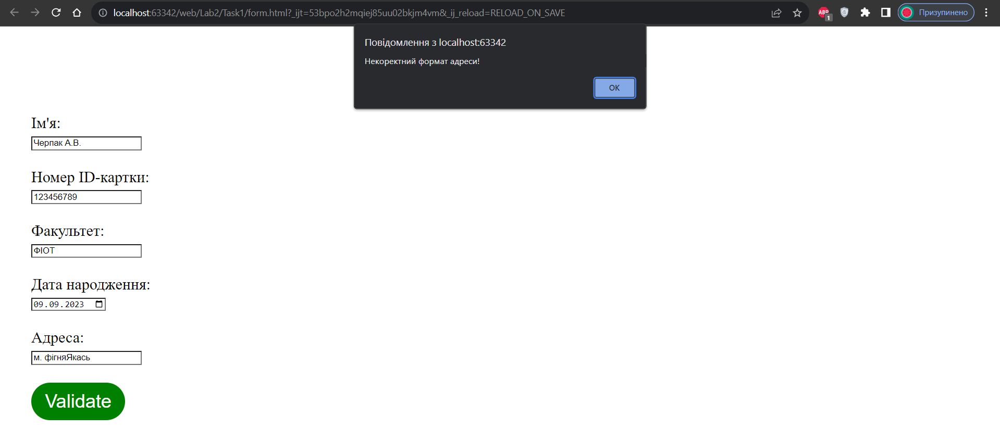 localhost:63342/web/Lab2/Task1/form.html?_ijt=53bpo2h2mqiej85uu02bkjm4vm&_ij_reload=RELOAD_ON_SAVE
ABP
1
Призупинено
Повідомлення з localhost:63342
Некоректний формат адреси!
OK
Ім'я:
Черпак А.В.
Номер ID-картки:
123456789
Факультет:
ФІОТ
Дата народження:
09.09.2023
Адреса:
м. фігняЯкась
Validate